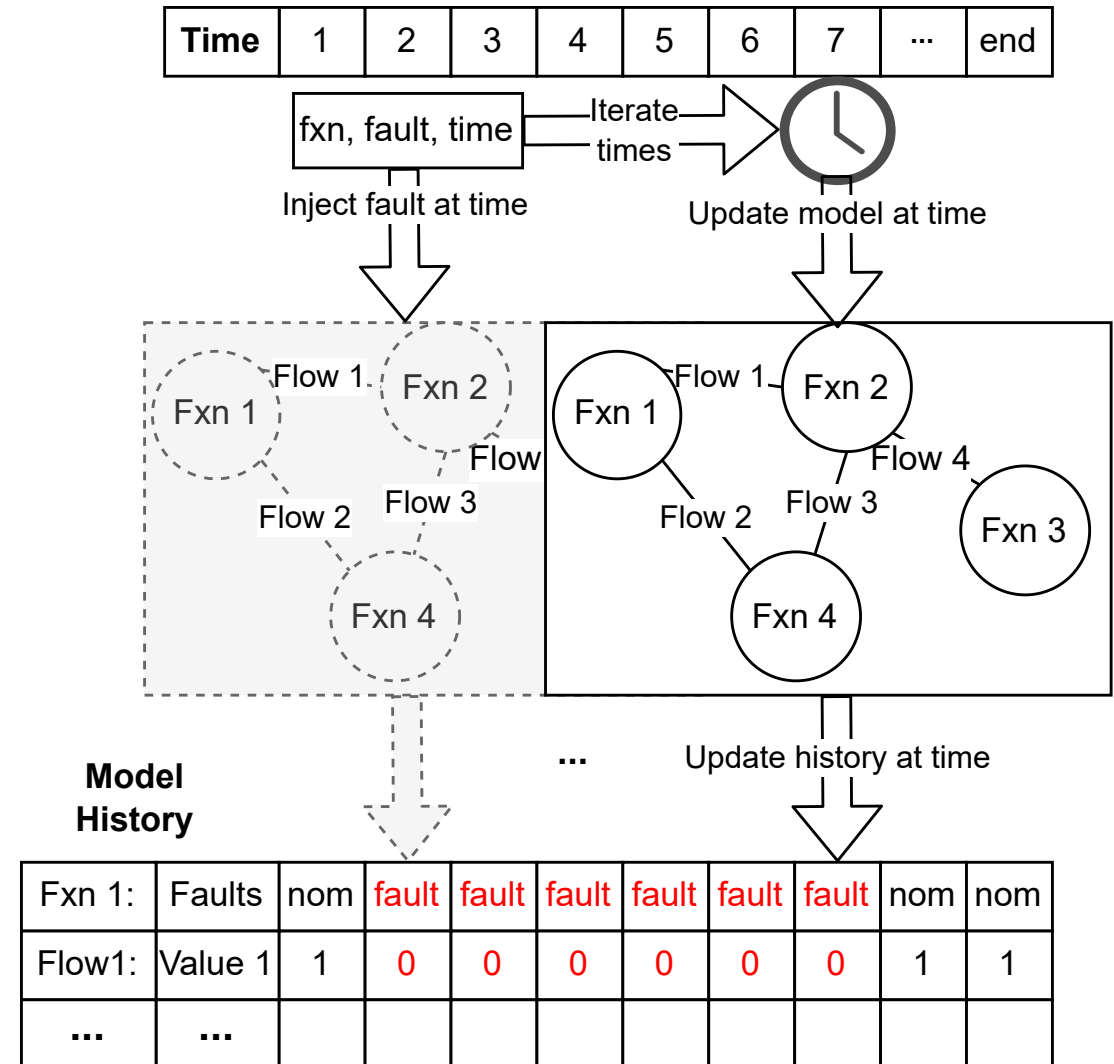 Time 1 2 3 4 5 6 7 ... end
fxn, fault, time
Iterate
times
Inject fault at time
Update model at time
Flow 1
Fxn 2
Fxn 1
Flow
Flow 2
Flow 3
Fxn 4
Flow 1
Fxn 2
Fxn 1
Flow 4
Flow 2
Flow 3
Fxn 3
Fxn 4
...
Update history at time
Model
History
Fxn 1: Faults nom fault fault fault fault fault fault nom nom
Flow1: Value 1 1 0 0 0 0 0 0 1 1
... ...